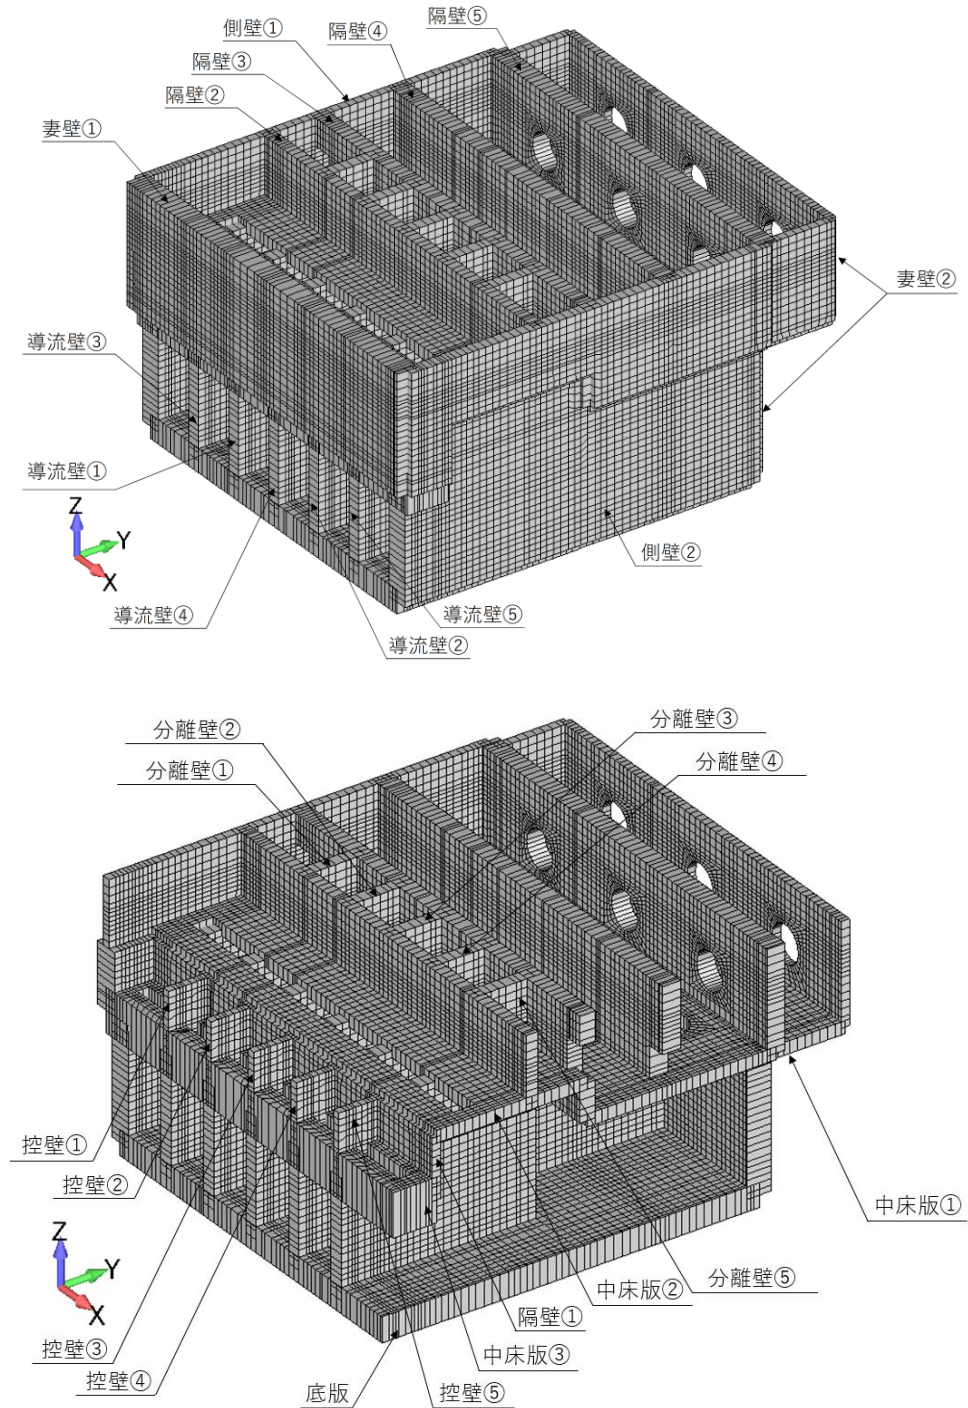 隔壁⑤
側壁①
隔壁④
隔壁③
隔壁②
妻壁①
妻壁②
導流壁③
導流壁①
Z
Y
X
側壁②
導流壁④
導流壁⑤
導流壁②
分離壁③
分離壁②
分離壁④
分離壁①
控壁①
控壁②
中床版①
Z
Y
X
分離壁⑤
中床版②
隔壁①
控壁③
中床版③
控壁④
底版
控壁⑤